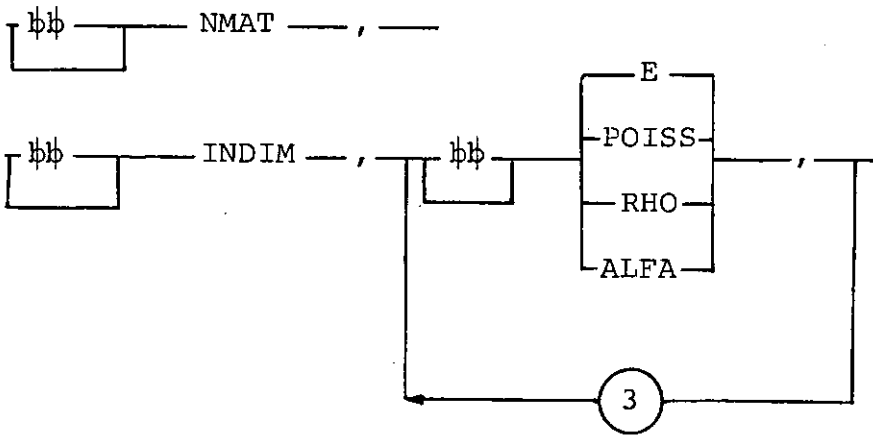 ƀƀ NMAT ,
E
ƀƀ INDIM , ƀƀ POISS ,
RHO
ALFA
3